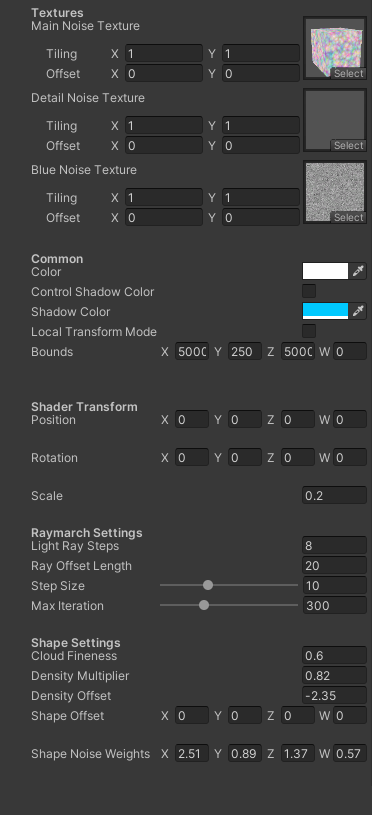 Textures
Main Noise Texture
Tiling X 1 Y 1
Offset X 0 Y 0
Select
Detail Noise Texture
Tiling X 1 Y 1
Offset X 0 Y 0
Select
Blue Noise Texture
Tiling X 1 Y 1
Offset X 0 Y 0
Select
Common
Color
Control Shadow Color
Shadow Color
Local Transform Mode
Bounds X 500 Y 250 Z 500 W 0
Shader Transform
Position X 0 Y 0 Z 0 W 0
Rotation X 0 Y 0 Z 0 W 0
Scale 0.2
Raymarch Settings
Light Ray Steps 8
Ray Offset Length 20
Step Size 10
Max Iteration 300
Shape Settings
Cloud Fineness 0.6
Density Multiplier 0.82
Density Offset -2.35
Shape Offset X 0 Y 0 Z 0 W 0
Shape Noise Weights X 2.51 Y 0.89 Z 1.37 W 0.57